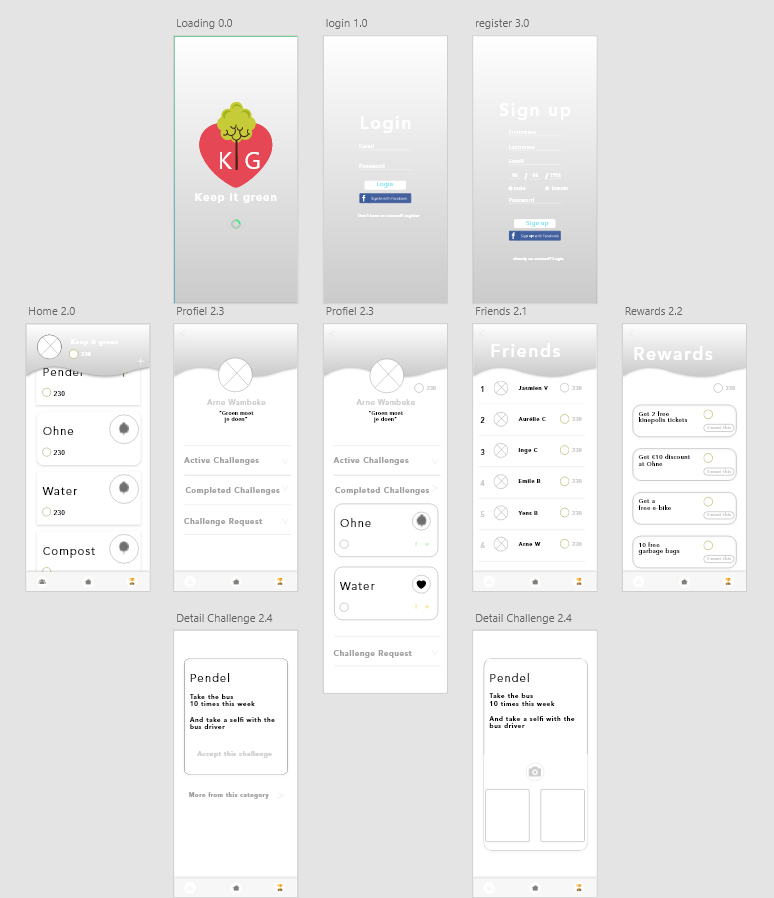 Loading 0.0
K G
Keep it green
login 1.0
Login
Email
Password
Login
Sign in with Facebook
Don't have an account? register
register 3.0
Sign up
Firstname
Lastname
Email
/ /
male female
Password
Sign up
Sign up with Facebook
already an account? Login
Home 2.0
Keep it green
230
+
Pendel
230
Ohne
230
Water
230
Compost
Profiel 2.3
Arne Wambeke
"Groen moet
je doen"
Active Challenges
Completed Challenges
Challenge Request
Profiel 2.3
230
Arne Wambeke
"Groen moet
je doen"
Active Challenges
Completed Challenges
Ohne
f
Water
f
Challenge Request
Friends 2.1
Friends
1 Jasmien V 230
2 Aurélie C 230
3 Inge C 230
4 Emile B 230
5 Yens B 230
6 Arne W 230
Rewards 2.2
Rewards
230
Get 2 free
kinepolis tickets
I want this
Get €10 discount
at Ohne
I want this
Get a
free e-bike
I want this
10 free
garbage bags
I want this
Detail Challenge 2.4
Pendel
Take the bus
10 times this week
And take a selfi with the
bus driver
Accept this challenge
More from this category
Detail Challenge 2.4
Pendel
Take the bus
10 times this week
And take a selfi with the
bus driver